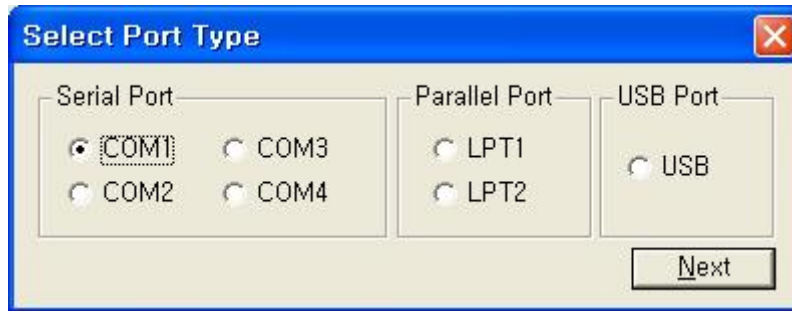 Select Port Type
Serial Port Parallel Port USB Port
COM1 COM3 LPT1 USB
COM2 COM4 LPT2
Next